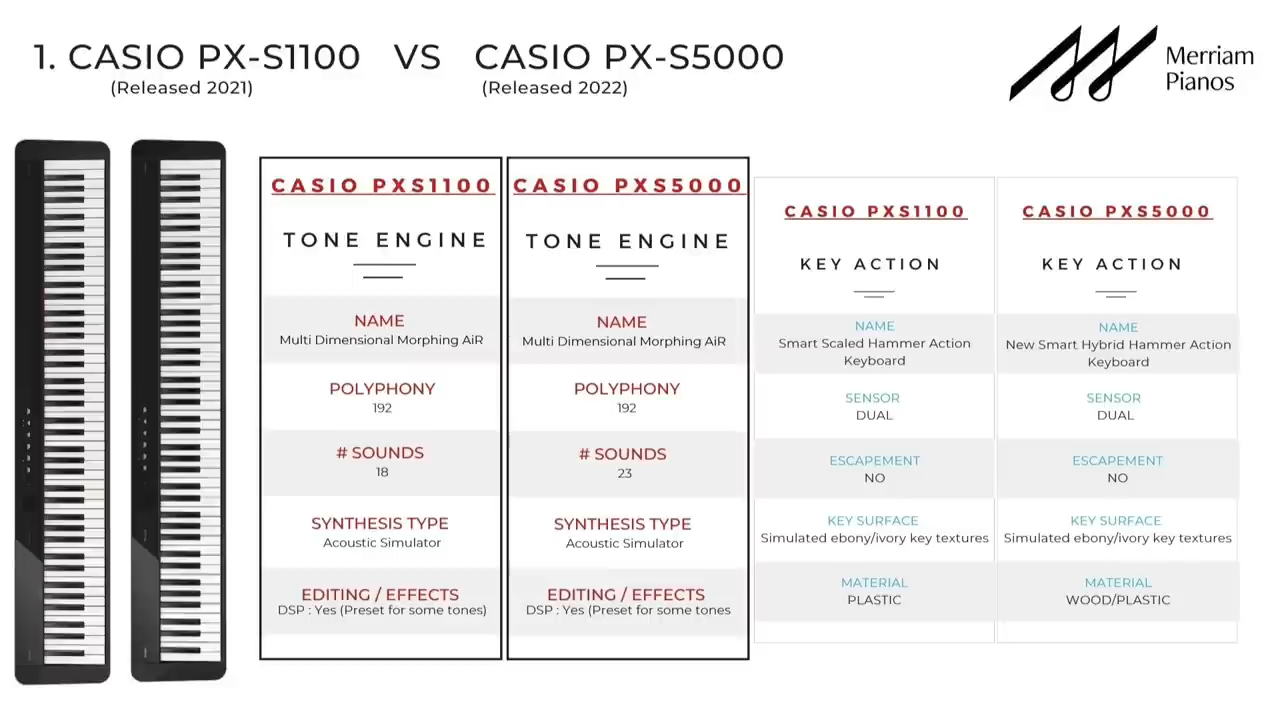 1. CASIO PX-S1100 VS CASIO PX-S5000
(Released 2021) (Released 2022)
Merriam
Pianos
CASIO PXS1100
TONE ENGINE
NAME
Multi Dimensional Morphing AiR
POLYPHONY
192
# SOUNDS
18
SYNTHESIS TYPE
Acoustic Simulator
EDITING / EFFECTS
DSP : Yes (Preset for some tones)
CASIO PXS5000
TONE ENGINE
NAME
Multi Dimensional Morphing AiR
POLYPHONY
192
# SOUNDS
23
SYNTHESIS TYPE
Acoustic Simulator
EDITING / EFFECTS
DSP : Yes (Preset for some tones
CASIO PXS1100
KEY ACTION
NAME
Smart Scaled Hammer Action
Keyboard
SENSOR
DUAL
ESCAPEMENT
NO
KEY SURFACE
Simulated ebony/ivory key textures
MATERIAL
PLASTIC
CASIO PXS5000
KEY ACTION
NAME
New Smart Hybrid Hammer Action
Keyboard
SENSOR
DUAL
ESCAPEMENT
NO
KEY SURFACE
Simulated ebony/ivory key textures
MATERIAL
WOOD/PLASTIC